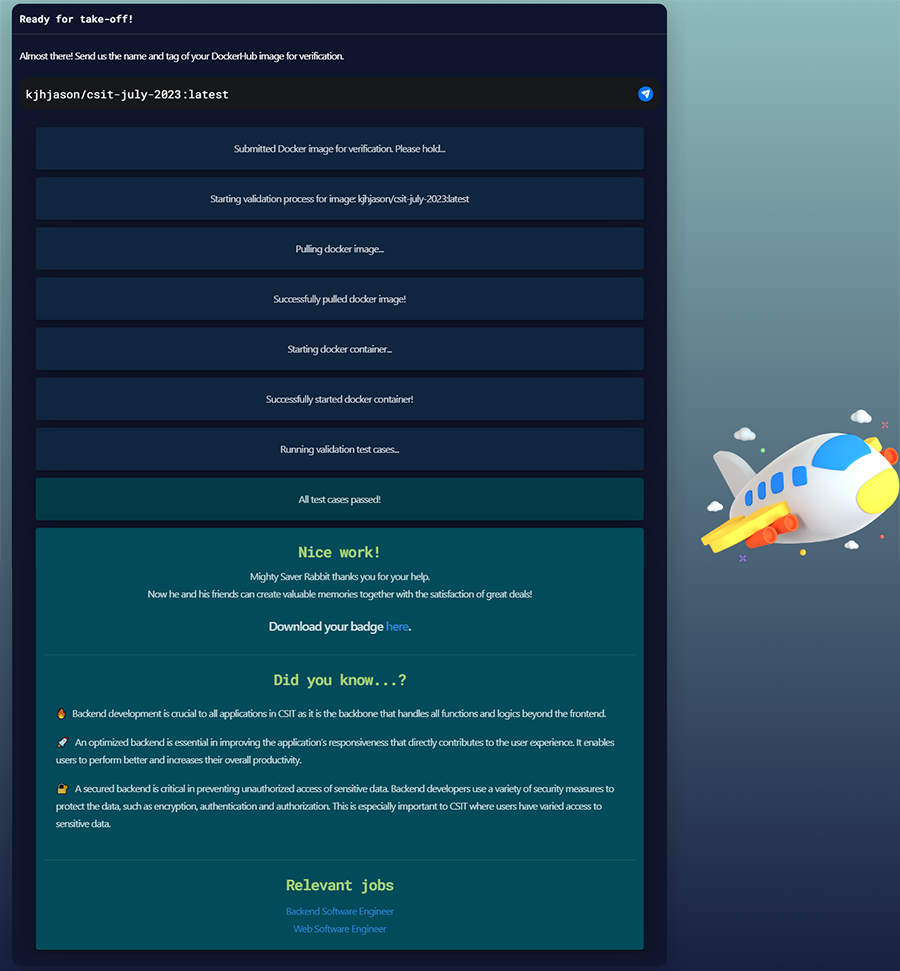 Ready for take-off!
Almost there! Send us the name and tag of your DockerHub image for verification.
kjhjason/csit-july-2023:latest
Submitted Docker image for verification. Please hold...
Starting validation process for image: kjhjason/csit-july-2023:latest
Pulling docker image...
Successfully pulled docker image!
Starting docker container...
Successfully started docker container!
Running validation test cases...
All test cases passed!
Nice work!
Mighty Saver Rabbit thanks you for your help.
Now he and his friends can create valuable memories together with the satisfaction of great deals!
Download your badge here.
Did you know...?
Backend development is crucial to all applications in CSIT as it is the backbone that handles all functions and logics beyond the frontend.
An optimized backend is essential in improving the application's responsiveness that directly contributes to the user experience. It enables
users to perform better and increases their overall productivity.
A secured backend is critical in preventing unauthorized access of sensitive data. Backend developers use a variety of security measures to
protect the data, such as encryption, authentication and authorization. This is especially important to CSIT where users have varied access to
sensitive data.
Relevant jobs
Backend Software Engineer
Web Software Engineer